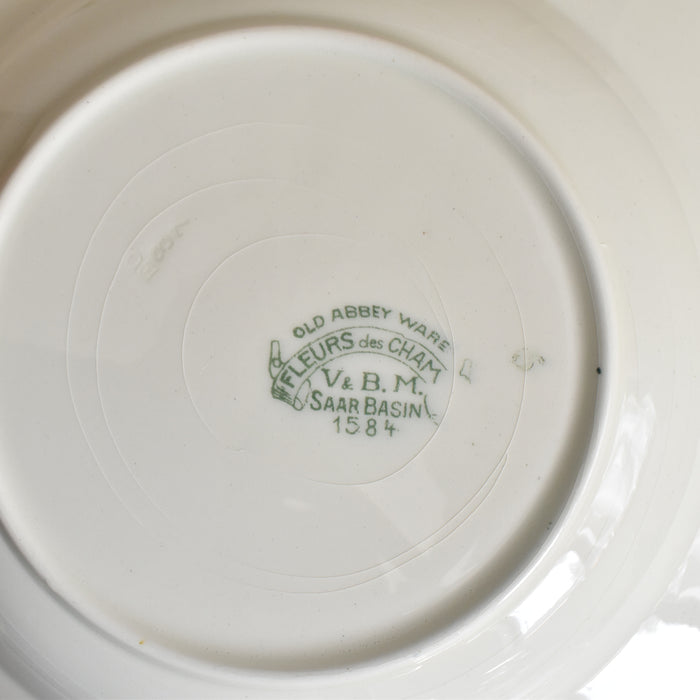 OLD ABBEY WARE
FLEURS des CHAM
V & B. M.
SAAR BASIN
1584